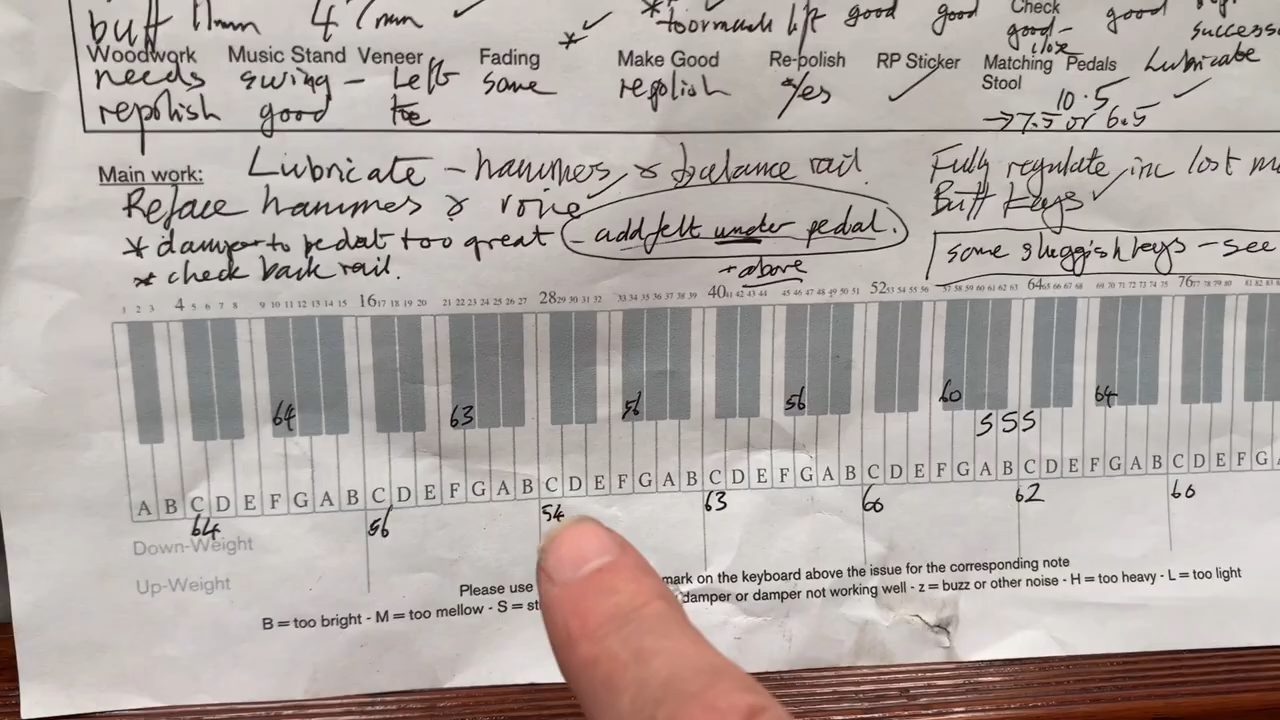 butt 11mm 47mm ✓ * ✓ * toormuch lift good good Check good - close good success
Woodwork Music Stand Veneer Fading Make Good Re-polish RP Sticker Matching Stool Pedals Lubricate
needs repolish swing - good Left some repolish yes ✓ 10.5 ✓
→7.5 or 6.5
Main work: Lubricate - hammers & balance rail Fully regulate inc lost
Reface hammers & voice - add felt under pedal. Butt keys ✓
* damper to pedal too great + above some sluggish keys - see
* check back rail.
1 2 3 4 5 6 7 8 9 10 11 12 13 14 15 16 17 18 19 20 21 22 23 24 25 26 27 28 29 30 31 32 33 34 35 36 37 38 39 40 41 42 43 44 45 46 47 48 49 50 51 52 53 54 55 56 57 58 59 60 61 62 63 64 65 66 67 68 69 70 71 72 73 74 75 76 77 78 79 80 81 82 83
64 63 56 56 60 64
S S S
A B C D E F G A B C D E F G A B C D E F G A B C D E F G A B C D E F G A B C D E F G A B C D E F G
64 56 54 63 66 62 60
Down-Weight
Up-Weight
Please use mark on the keyboard above the issue for the corresponding note
B = too bright - M = too mellow - S = st damper or damper not working well - z = buzz or other noise - H = too heavy - L = too light